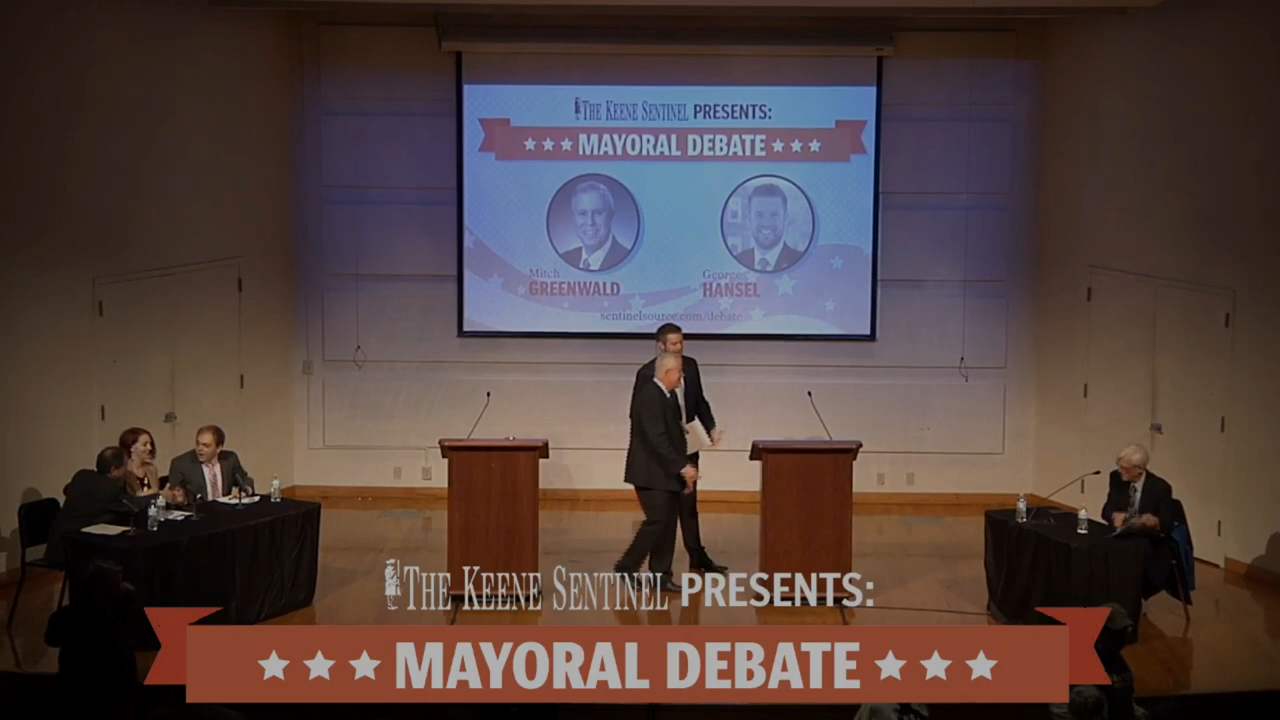 THE KEENE SENTINEL PRESENTS:
MAYORAL DEBATE
Mitch
GREENWALD
George
HANSEL
sentinelsource.com/debate
THE KEENE SENTINEL PRESENTS:
MAYORAL DEBATE